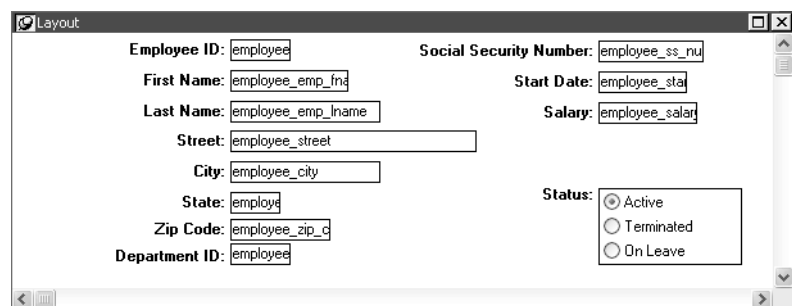 Layout
Employee ID: employee
Social Security Number: employee_ss_nu
First Name: employee_emp_fna
Start Date: employee_star
Last Name: employee_emp_lname
Salary: employee_salary
Street: employee_street
City: employee_city
State: employe
Status: Active
Zip Code: employee_zip_c
Terminated
Department ID: employee
On Leave